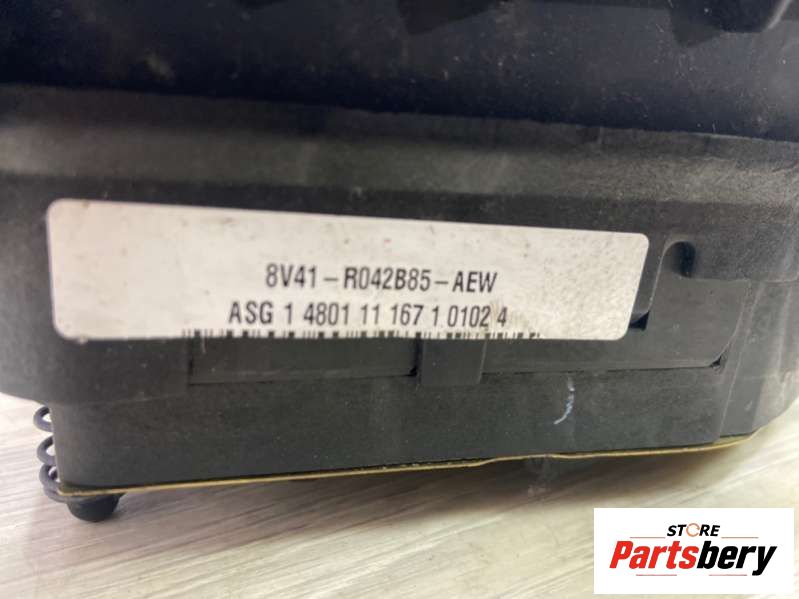 8V41-R042B85-AEW
ASG 1 4801 11 167 1 0102 4
STORE
Partsbery